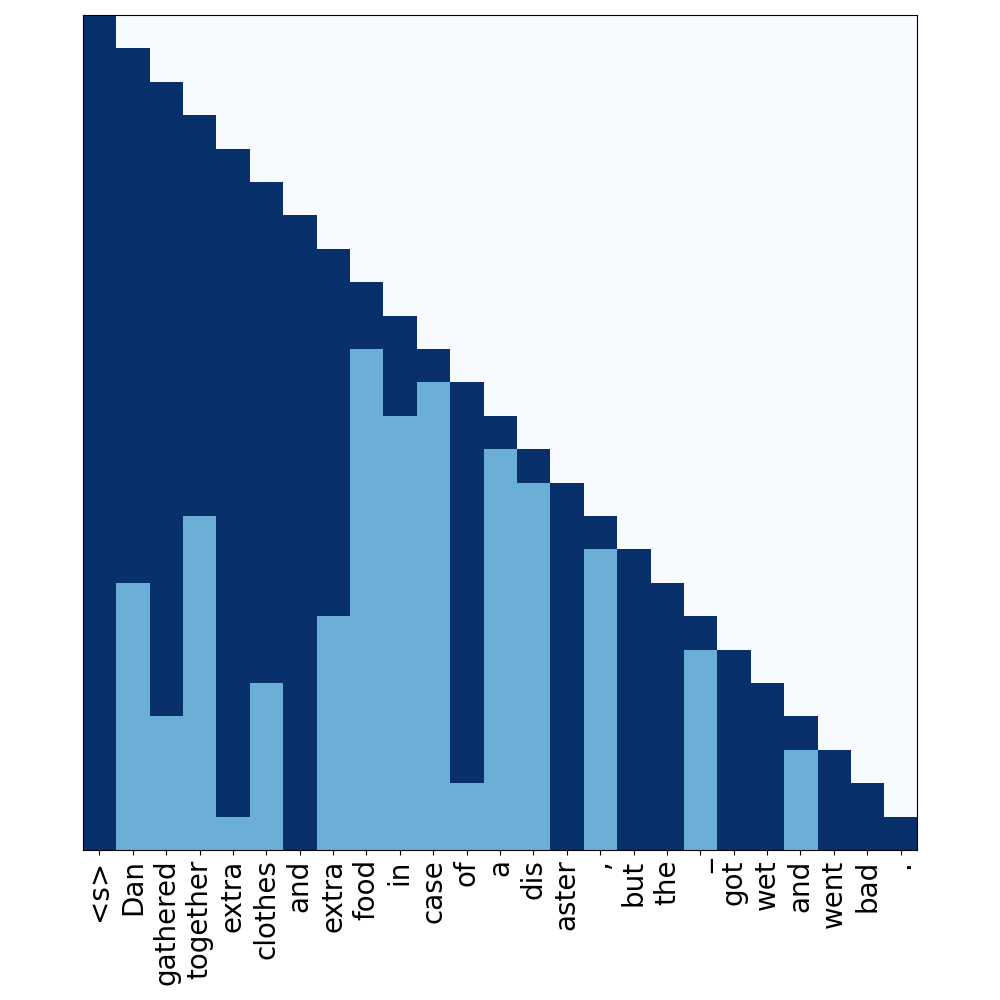 <s> Dan gathered together extra clothes and extra food in case of a dis aster , but the _ got wet and went bad .